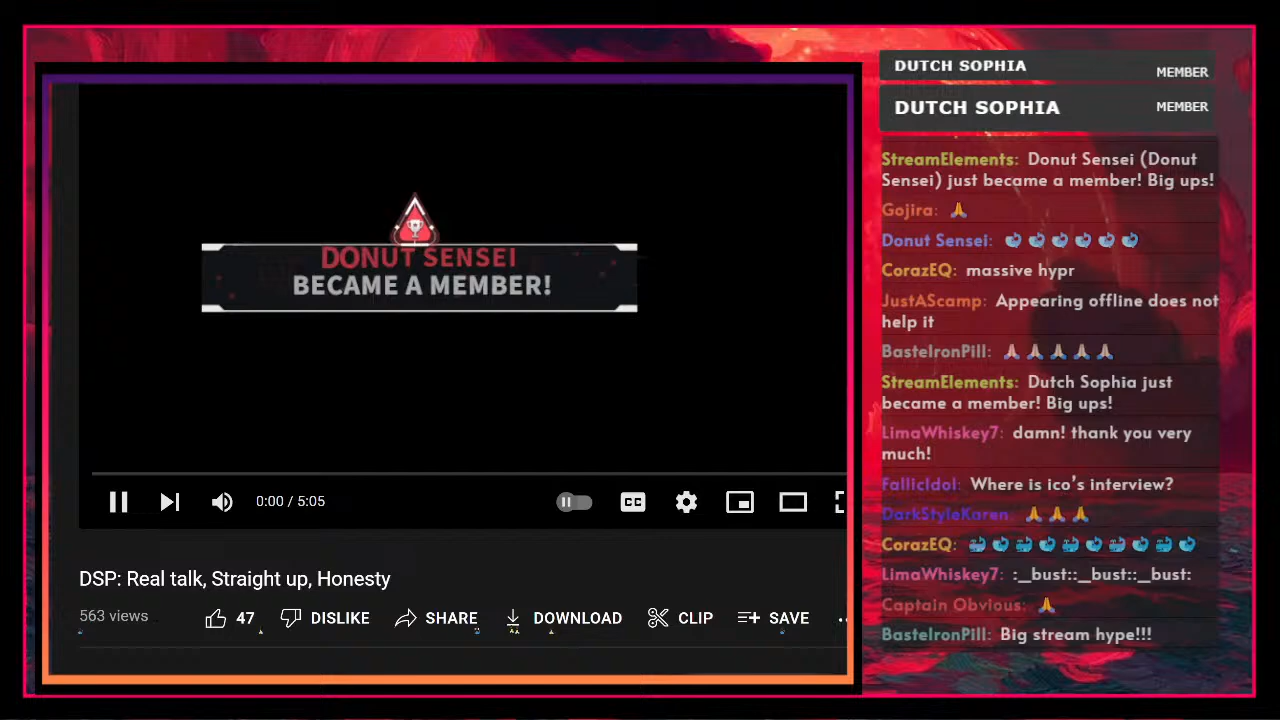 DUTCH SOPHIA MEMBER
DUTCH SOPHIA MEMBER
DONUT SENSEI
BECAME A MEMBER!
0:00 / 5:05
CC
DSP: Real talk, Straight up, Honesty
563 views 47 DISLIKE SHARE DOWNLOAD CLIP SAVE ..
StreamElements: Donut Sensei (Donut
Sensei) just became a member! Big ups!
Gojira: 🙏
Donut Sensei:
CorazEQ: massive hypr
JustAScamp: Appearing offline does not
help it
BasteIronPill: 🙏🙏🙏🙏🙏
StreamElements: Dutch Sophia just
became a member! Big ups!
LimaWhiskey7: damn! thank you very
much!
FallicIdol: Where is ico's interview?
DarkStyleKaren: 🙏🙏🙏
CorazEQ:
LimaWhiskey7: :_bust::_bust::_bust:
Captain Obvious: 🙏
BasteIronPill: Big stream hype!!!